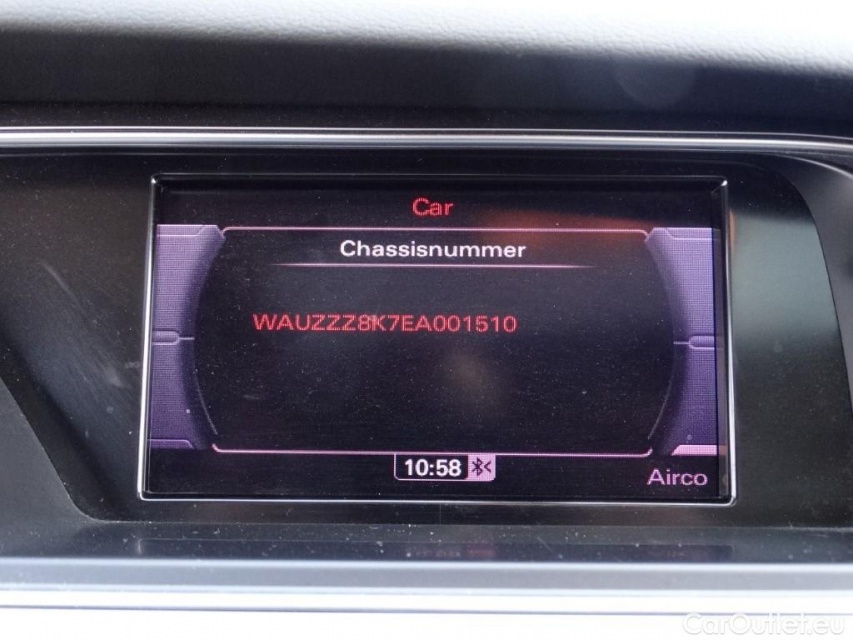 Car
Chassisnummer
WAUZZZ8K7EA001510
10:58
Airco
CarOutlet.eu